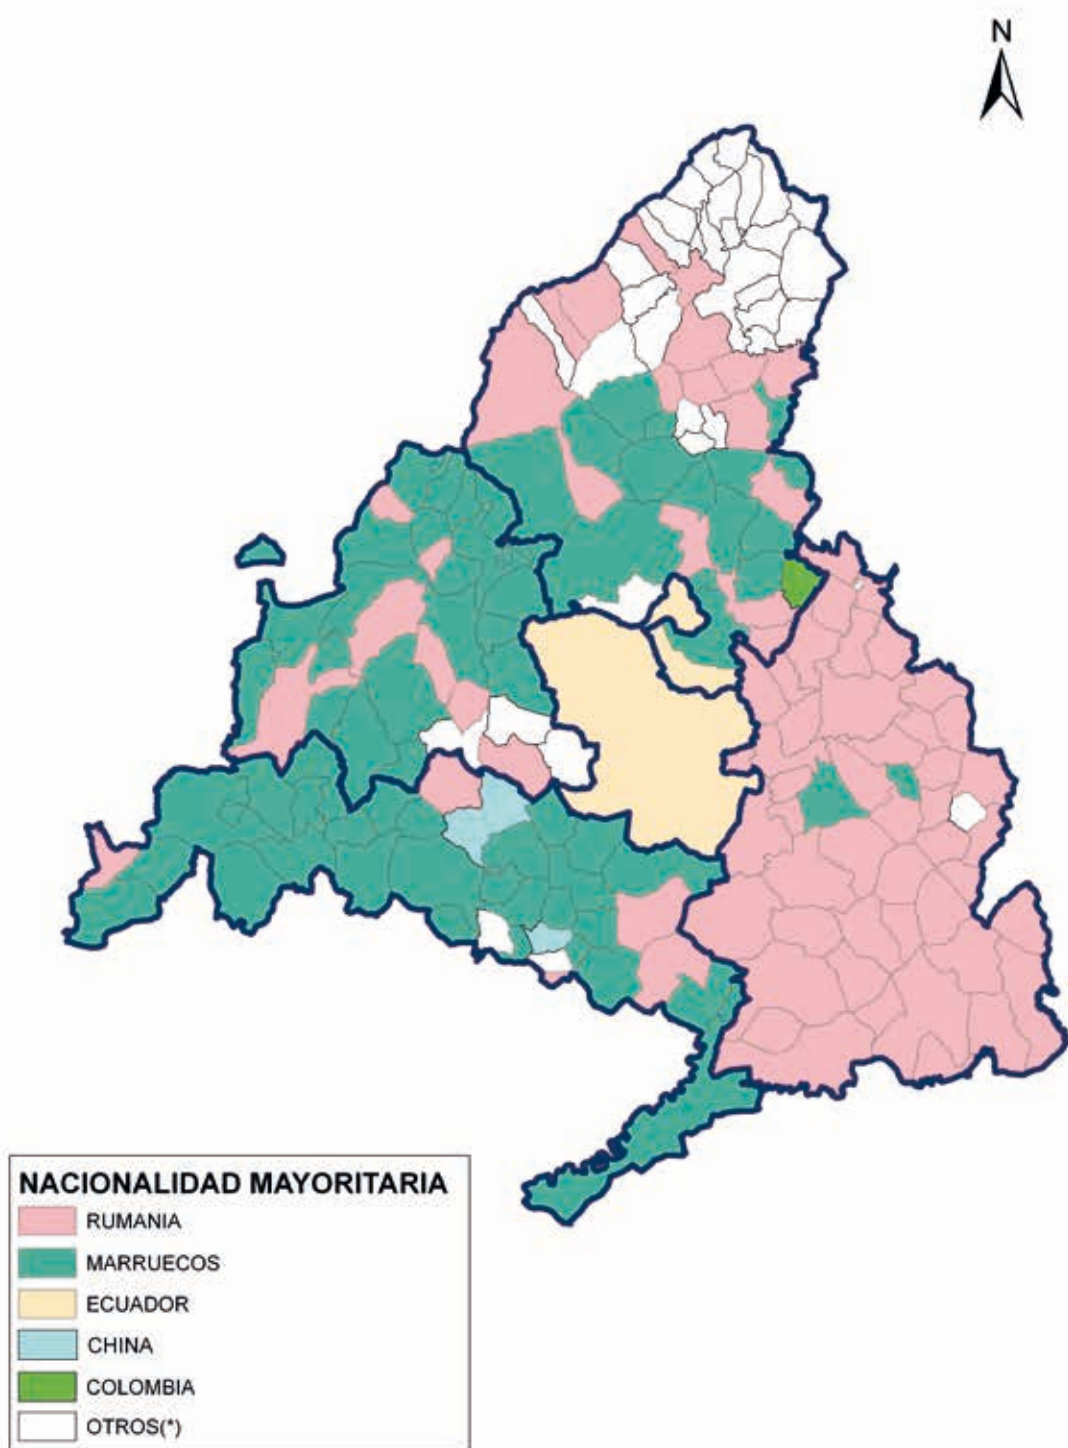 N
NACIONALIDAD MAYORITARIA
RUMANIA
MARRUECOS
ECUADOR
CHINA
COLOMBIA
OTROS(*)